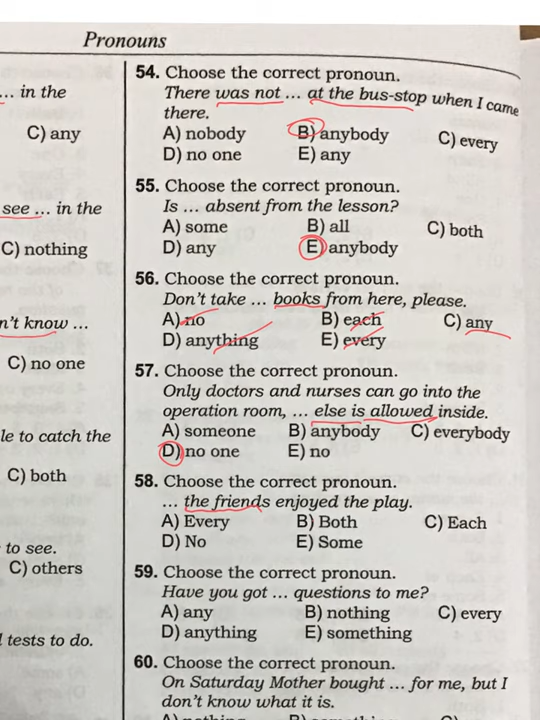 Pronouns
... in the
C) any
see ... in the
C) nothing
n't know ...
C) no one
le to catch the
C) both
to see.
C) others
tests to do.
54. Choose the correct pronoun.
There was not ... at the bus-stop when I came
there.
A) nobody B) anybody C) every
D) no one E) any
55. Choose the correct pronoun.
Is ... absent from the lesson?
A) some B) all C) both
D) any E) anybody
56. Choose the correct pronoun.
Don't take ... books from here, please.
A) no B) each C) any
D) anything E) every
57. Choose the correct pronoun.
Only doctors and nurses can go into the
operation room, ... else is allowed inside.
A) someone B) anybody C) everybody
D) no one E) no
58. Choose the correct pronoun.
... the friends enjoyed the play.
A) Every B) Both C) Each
D) No E) Some
59. Choose the correct pronoun.
Have you got ... questions to me?
A) any B) nothing C) every
D) anything E) something
60. Choose the correct pronoun.
On Saturday Mother bought ... for me, but I
don't know what it is.